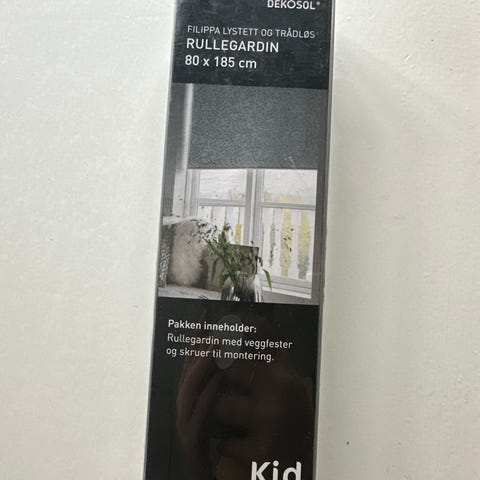 DEKOSOL®
FILIPPA LYSTETT OG TRÅDLØS
RULLEGARDIN
80 x 185 cm
Pakken inneholder:
Rullegardin med veggfester
og skruer til montering.
Kid